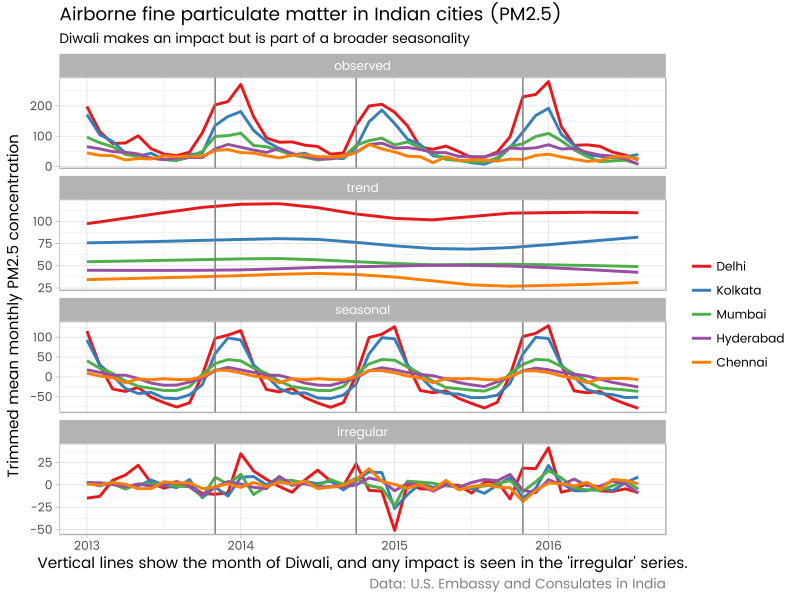 Airborne fine particulate matter in Indian cities (PM2.5)
Diwali makes an impact but is part of a broader seasonality
Trimmed mean monthly PM2.5 concentration
observed
200
100
0
trend
100
75
50
25
seasonal
100
50
0
−50
irregular
25
0
−25
−50
2013 2014 2015 2016
Delhi
Kolkata
Mumbai
Hyderabad
Chennai
Vertical lines show the month of Diwali, and any impact is seen in the 'irregular' series.
Data: U.S. Embassy and Consulates in India